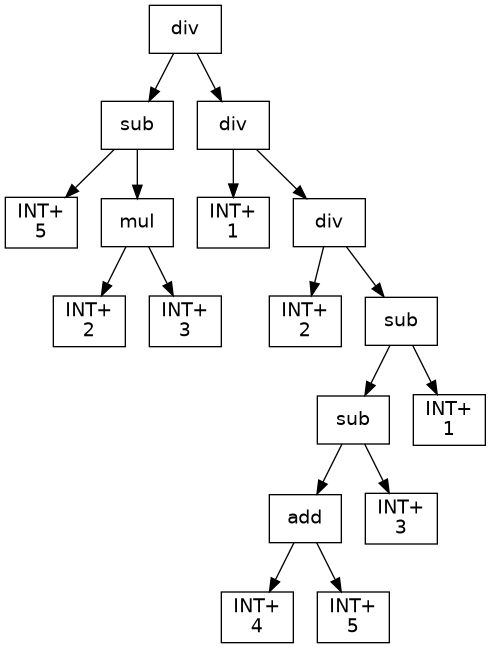 div
sub
div
INT+
5
mul
INT+
1
div
INT+
2
INT+
3
INT+
2
sub
sub
INT+
1
add
INT+
3
INT+
4
INT+
5